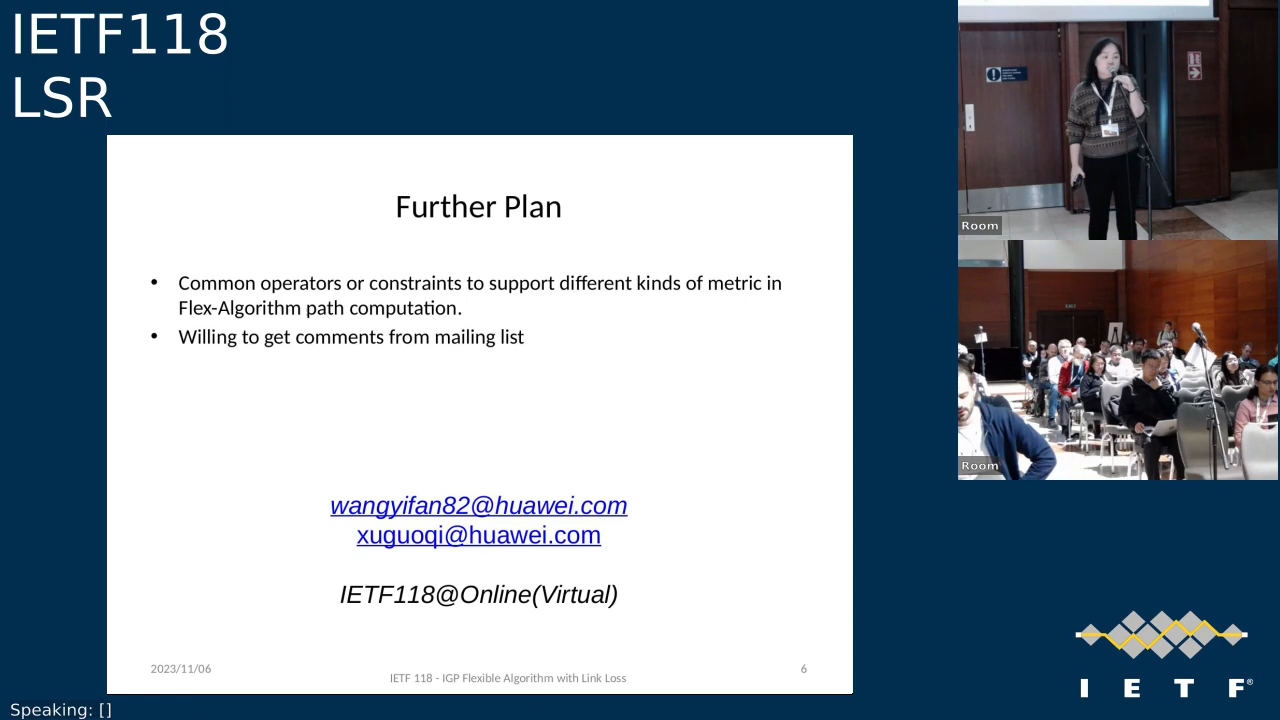 IETF118
LSR
Further Plan
• Common operators or constraints to support different kinds of metric in
Flex-Algorithm path computation.
• Willing to get comments from mailing list
wangyifan82@huawei.com
xuguoqi@huawei.com
IETF118@Online(Virtual)
2023/11/06
IETF 118 - IGP Flexible Algorithm with Link Loss
6
Room
Room
I E T F®
Speaking: []